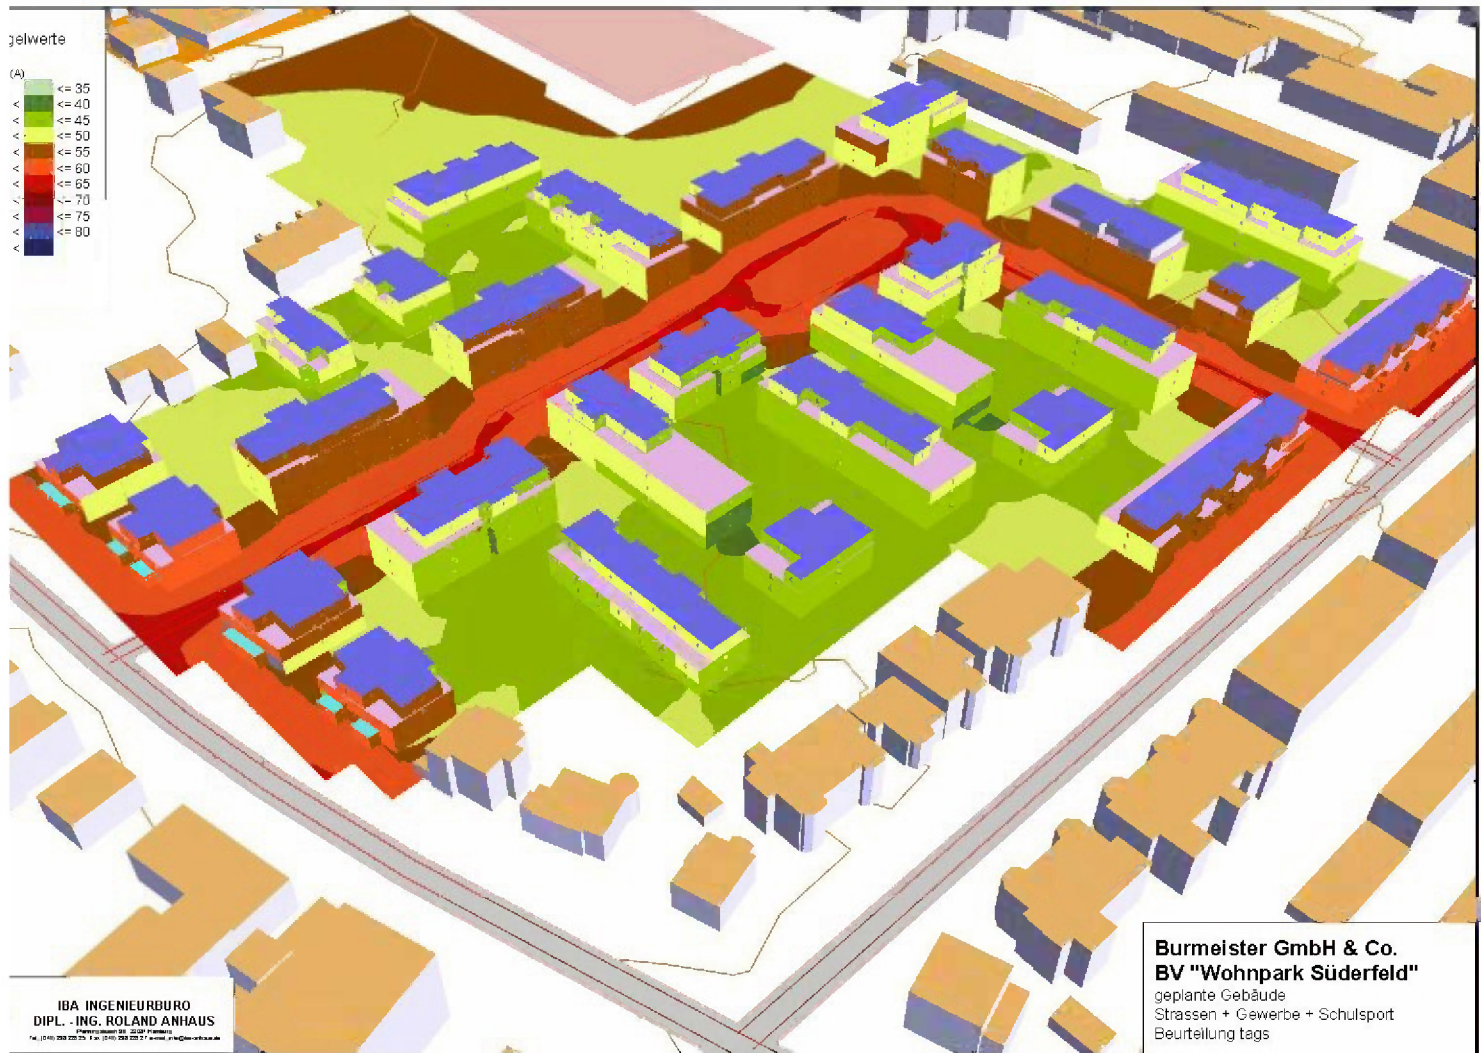 gelwerte
(A)
<= 35
< <= 40
< <= 45
< <= 50
< <= 55
< <= 60
< <= 65
< <= 70
< <= 75
< <= 80
<
IBA INGENIEURBÜRO
DIPL. - ING. ROLAND ANHAUS
Burmeister GmbH & Co.
BV "Wohnpark Süderfeld"
geplante Gebäude
Strassen + Gewerbe + Schulsport
Beurteilung tags